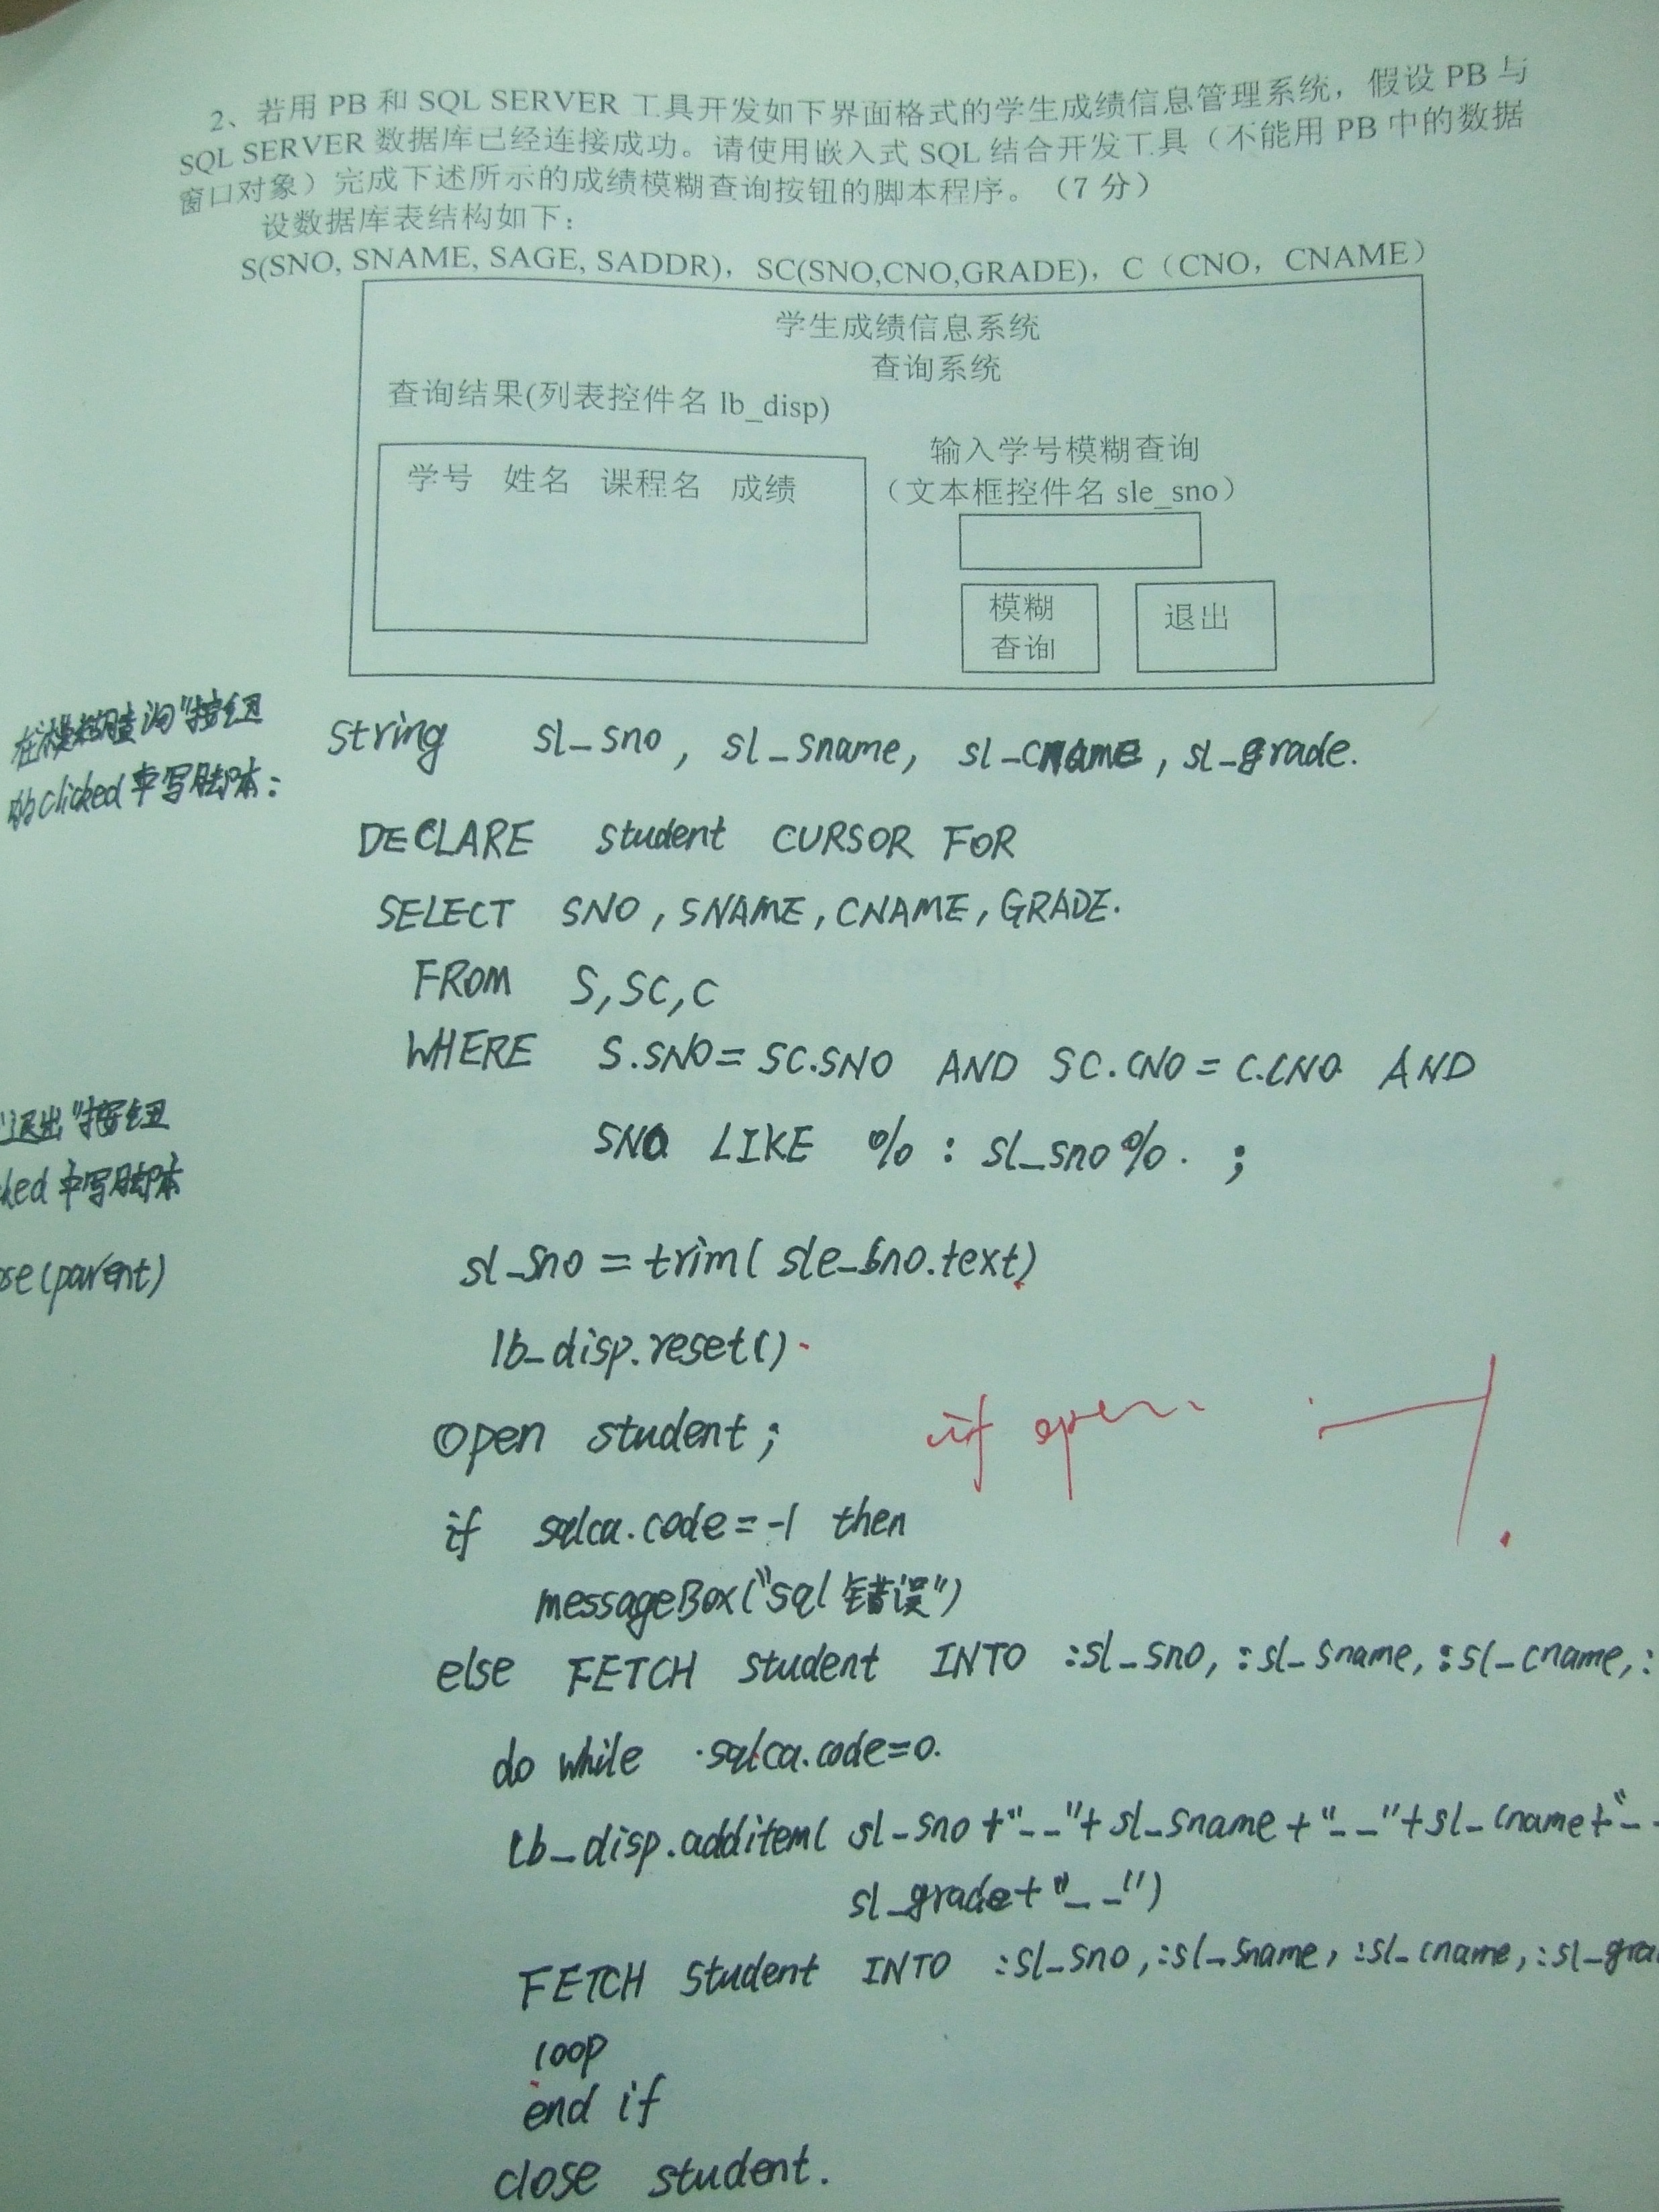 2、若用 PB 和 SQL SERVER 工具开发如下界面格式的学生成绩信息管理系统，假设 PB 与
SQL SERVER 数据库已经连接成功。请使用嵌入式 SQL 结合开发工具（不能用 PB 中的数据
窗口对象）完成下述所示的成绩模糊查询按钮的脚本程序。（7 分）
设数据库表结构如下：
S(SNO, SNAME, SAGE, SADDR)，SC(SNO,CNO,GRADE)，C（CNO，CNAME）
学生成绩信息系统
查询系统
查询结果(列表控件名 lb_disp)
输入学号模糊查询
（文本框控件名 sle_sno）
学号 姓名 课程名 成绩
模糊
查询
退出
在"模糊查询"按钮
的clicked中写脚本：
string sl_sno, sl_sname, sl_cname, sl_grade.
DECLARE student CURSOR FOR
SELECT SNO, SNAME, CNAME, GRADE.
FROM S, SC, C
WHERE S.SNO = SC.SNO AND SC.CNO = C.CNO AND
SNO LIKE % : sl_sno %. ;
"退出"按钮
ked中写脚本
ose(parent)
sl_sno = trim( sle_sno.text)
lb_disp.reset()
open student ;
if open
if sqlca.code = -1 then
messageBox("sql 错误")
else FETCH student INTO :sl_sno, :sl_sname, :sl_cname, :
do while sqlca.code=0.
lb_disp.additem( sl_sno +"_ _"+ sl_sname + "_ _"+sl_cname+"_ -
sl_grade + "_ _")
FETCH student INTO :sl_sno, :sl_sname, :sl_cname, :sl_gra
loop
end if
close student.